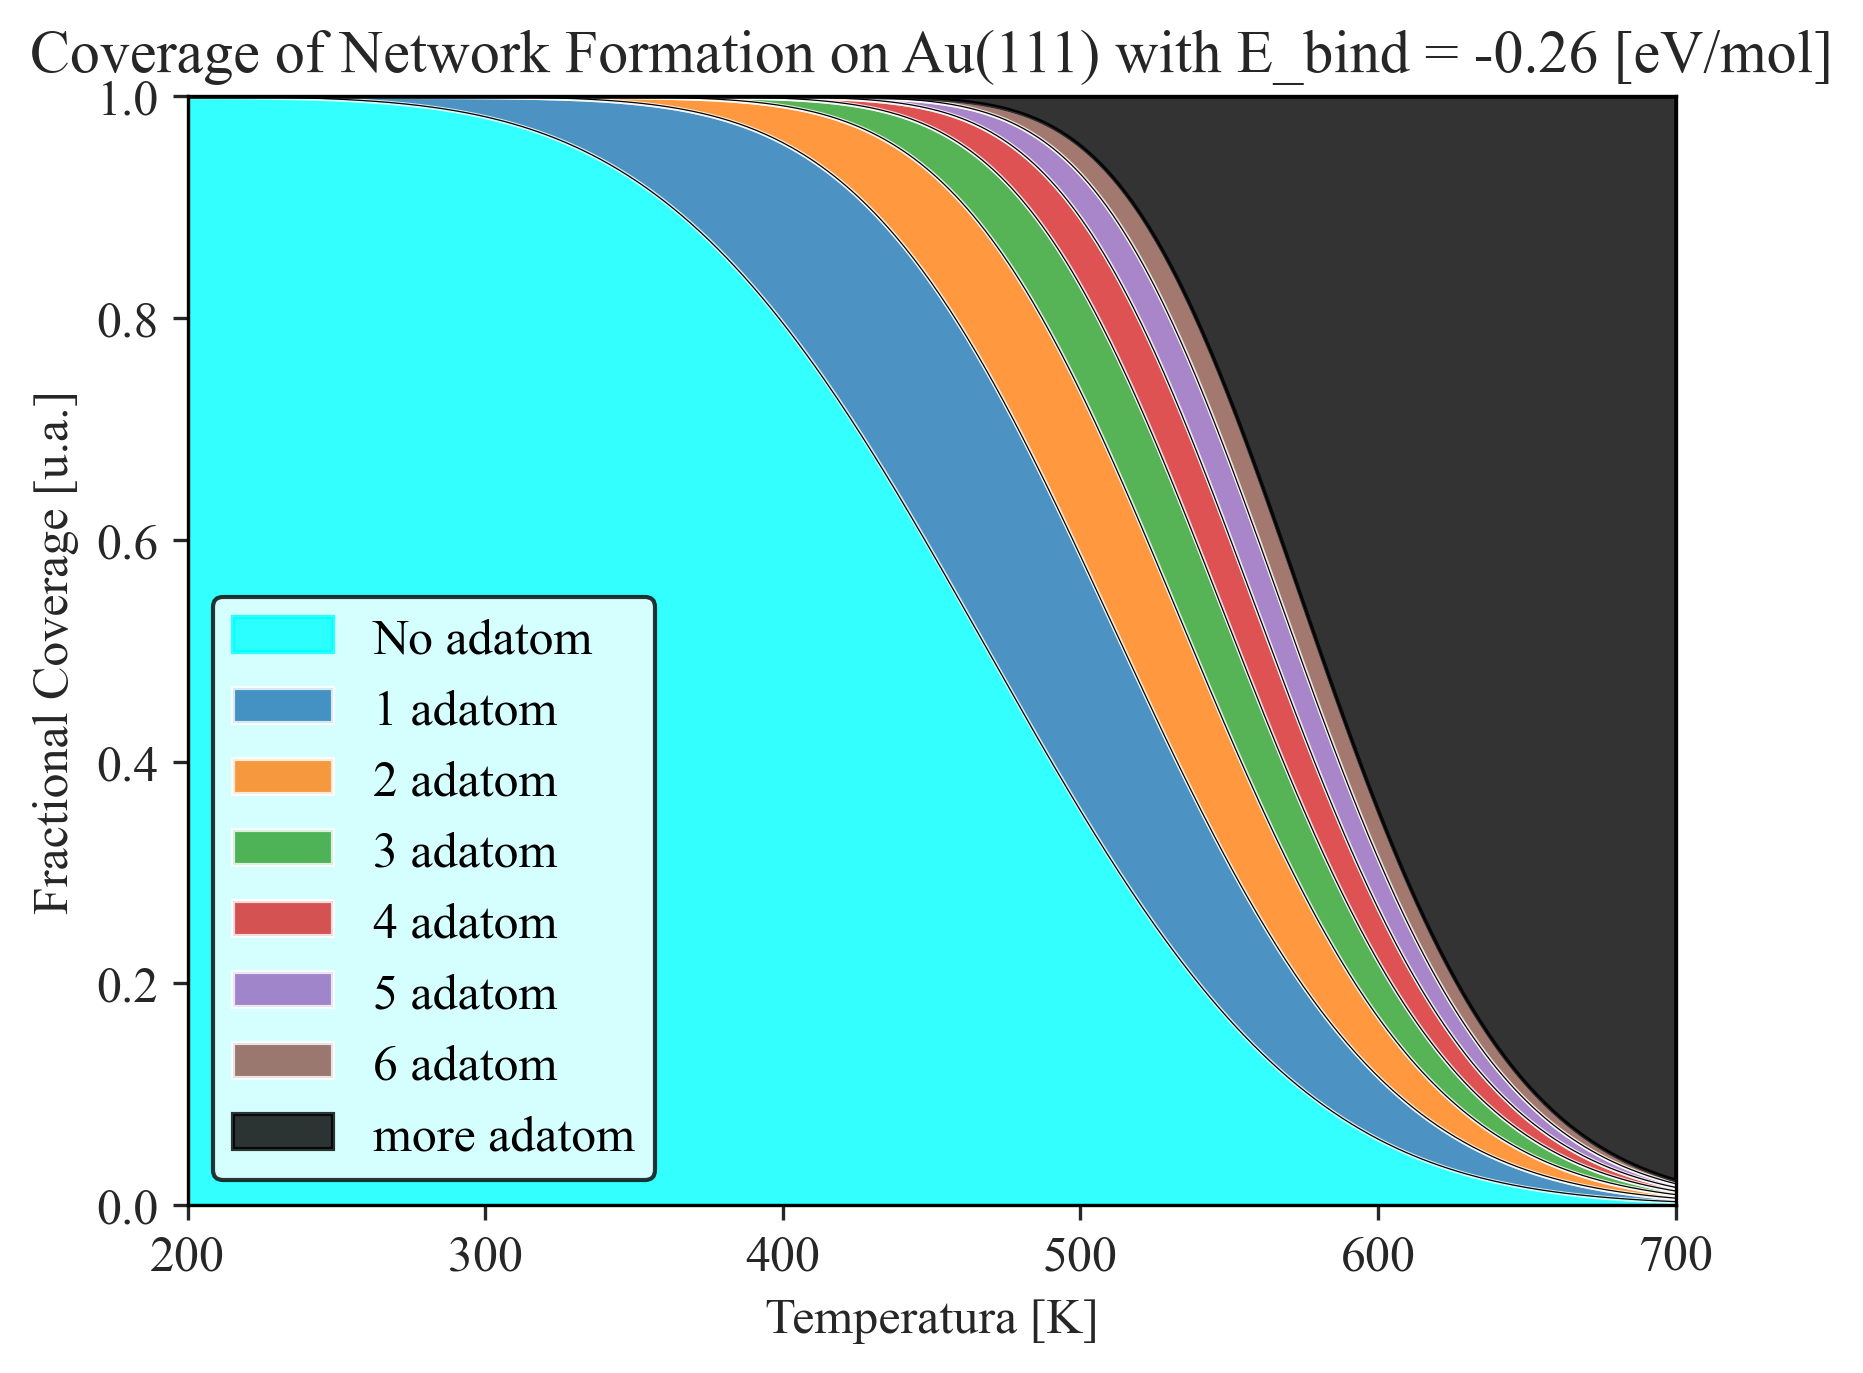 Coverage of Network Formation on Au(111) with E_bind = -0.26 [eV/mol]
1.0
0.8
0.6
0.4
0.2
0.0
Fractional Coverage [u.a.]
No adatom
1 adatom
2 adatom
3 adatom
4 adatom
5 adatom
6 adatom
more adatom
200 300 400 500 600 700
Temperatura [K]